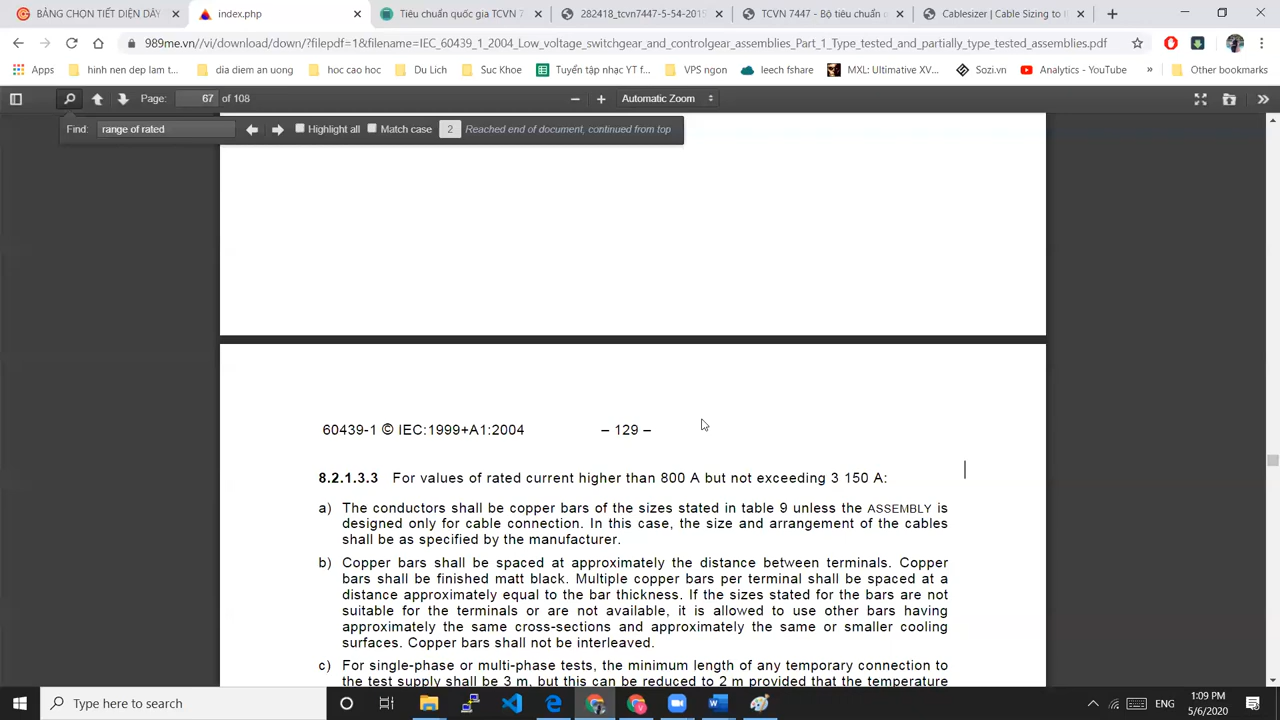 BẢNG CHỌN TIẾT DIỆN DÂY
index.php
Tiêu chuẩn quốc gia TCVN 7
282418_tcvn7447-5-54-2015
TCVN 7447 - Bộ tiêu chuẩn
Cablesizer | Cable Sizing to I
989me.vn//vi/download/down/?filepdf=1&filename=IEC_60439_1_2004_Low_voltage_switchgear_and_controlgear_assemblies_Part_1_Type_tested_and_partially_type_tested_assemblies.pdf
Apps
hinh nen dep lam t...
dia diem an uong
hoc cao hoc
Du Lich
Suc Khoe
Tuyển tập nhạc YT f...
VPS ngon
leech fshare
MXL: Ultimative XV...
Sozi.vn
Analytics - YouTube
»
Other bookmarks
Page: 67 of 108
Automatic Zoom
Find: range of rated
Highlight all
Match case
2
Reached end of document, continued from top
60439-1 © IEC:1999+A1:2004
– 129 –
8.2.1.3.3 For values of rated current higher than 800 A but not exceeding 3 150 A:
a) The conductors shall be copper bars of the sizes stated in table 9 unless the ASSEMBLY is
designed only for cable connection. In this case, the size and arrangement of the cables
shall be as specified by the manufacturer.
b) Copper bars shall be spaced at approximately the distance between terminals. Copper
bars shall be finished matt black. Multiple copper bars per terminal shall be spaced at a
distance approximately equal to the bar thickness. If the sizes stated for the bars are not
suitable for the terminals or are not available, it is allowed to use other bars having
approximately the same cross-sections and approximately the same or smaller cooling
surfaces. Copper bars shall not be interleaved.
c) For single-phase or multi-phase tests, the minimum length of any temporary connection to
the test supply shall be 3 m, but this can be reduced to 2 m provided that the temperature
Type here to search
ENG
1:09 PM
5/6/2020